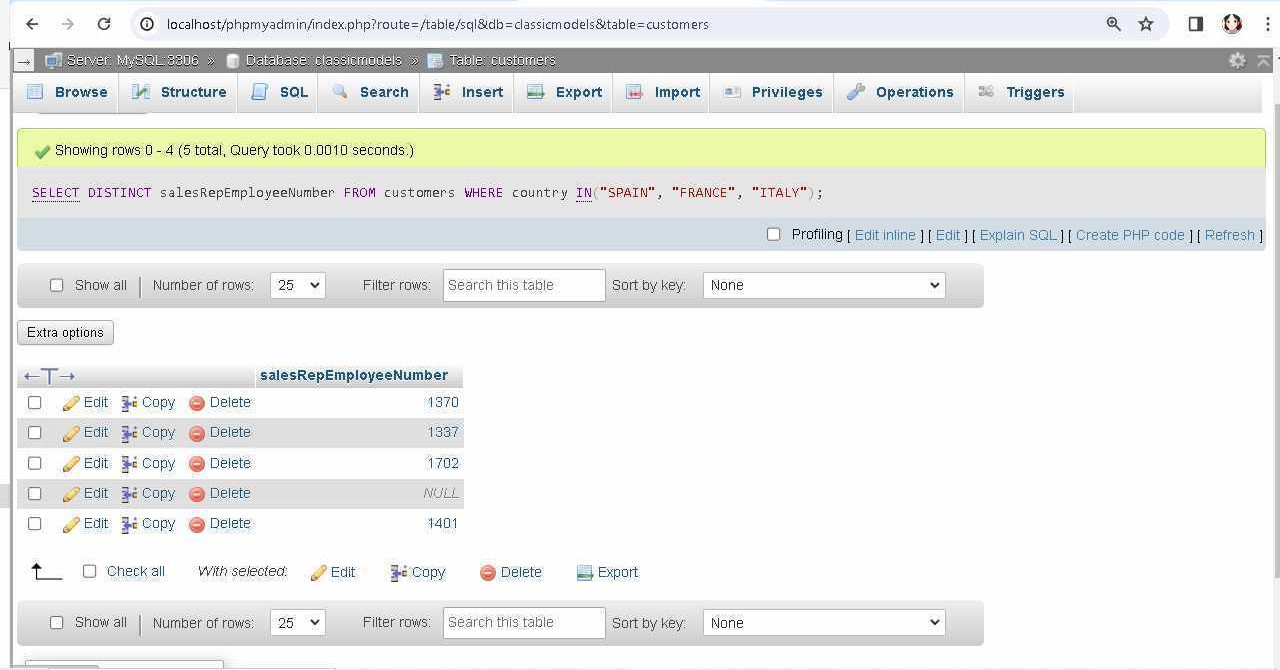 localhost/phpmyadmin/index.php?route=/table/sql&db=classicmodels&table=customers
Server: MySQL:3306 » Database: classicmodels » Table: custo
Browse Structure SQL Search Insert Export Import Privileges Operations Triggers
Showing rows 0 - 4 (5 total, Query took 0.0010 seconds.)
SELECT DISTINCT salesRepEmployeeNumber FROM customers WHERE country IN("SPAIN", "FRANCE", "ITALY");
Profiling [ Edit inline ] [ Edit ] [ Explain SQL ] [ Create PHP code ] [ Refresh ]
Show all | Number of rows: 25 Filter rows: Search this table Sort by key: None
Extra options
←T→ salesRepEmployeeNumber
Edit Copy Delete 1370
Edit Copy Delete 1337
Edit Copy Delete 1702
Edit Copy Delete NULL
Edit Copy Delete 1401
Check all With selected: Edit Copy Delete Export
Show all | Number of rows: 25 Filter rows: Search this table Sort by key: None